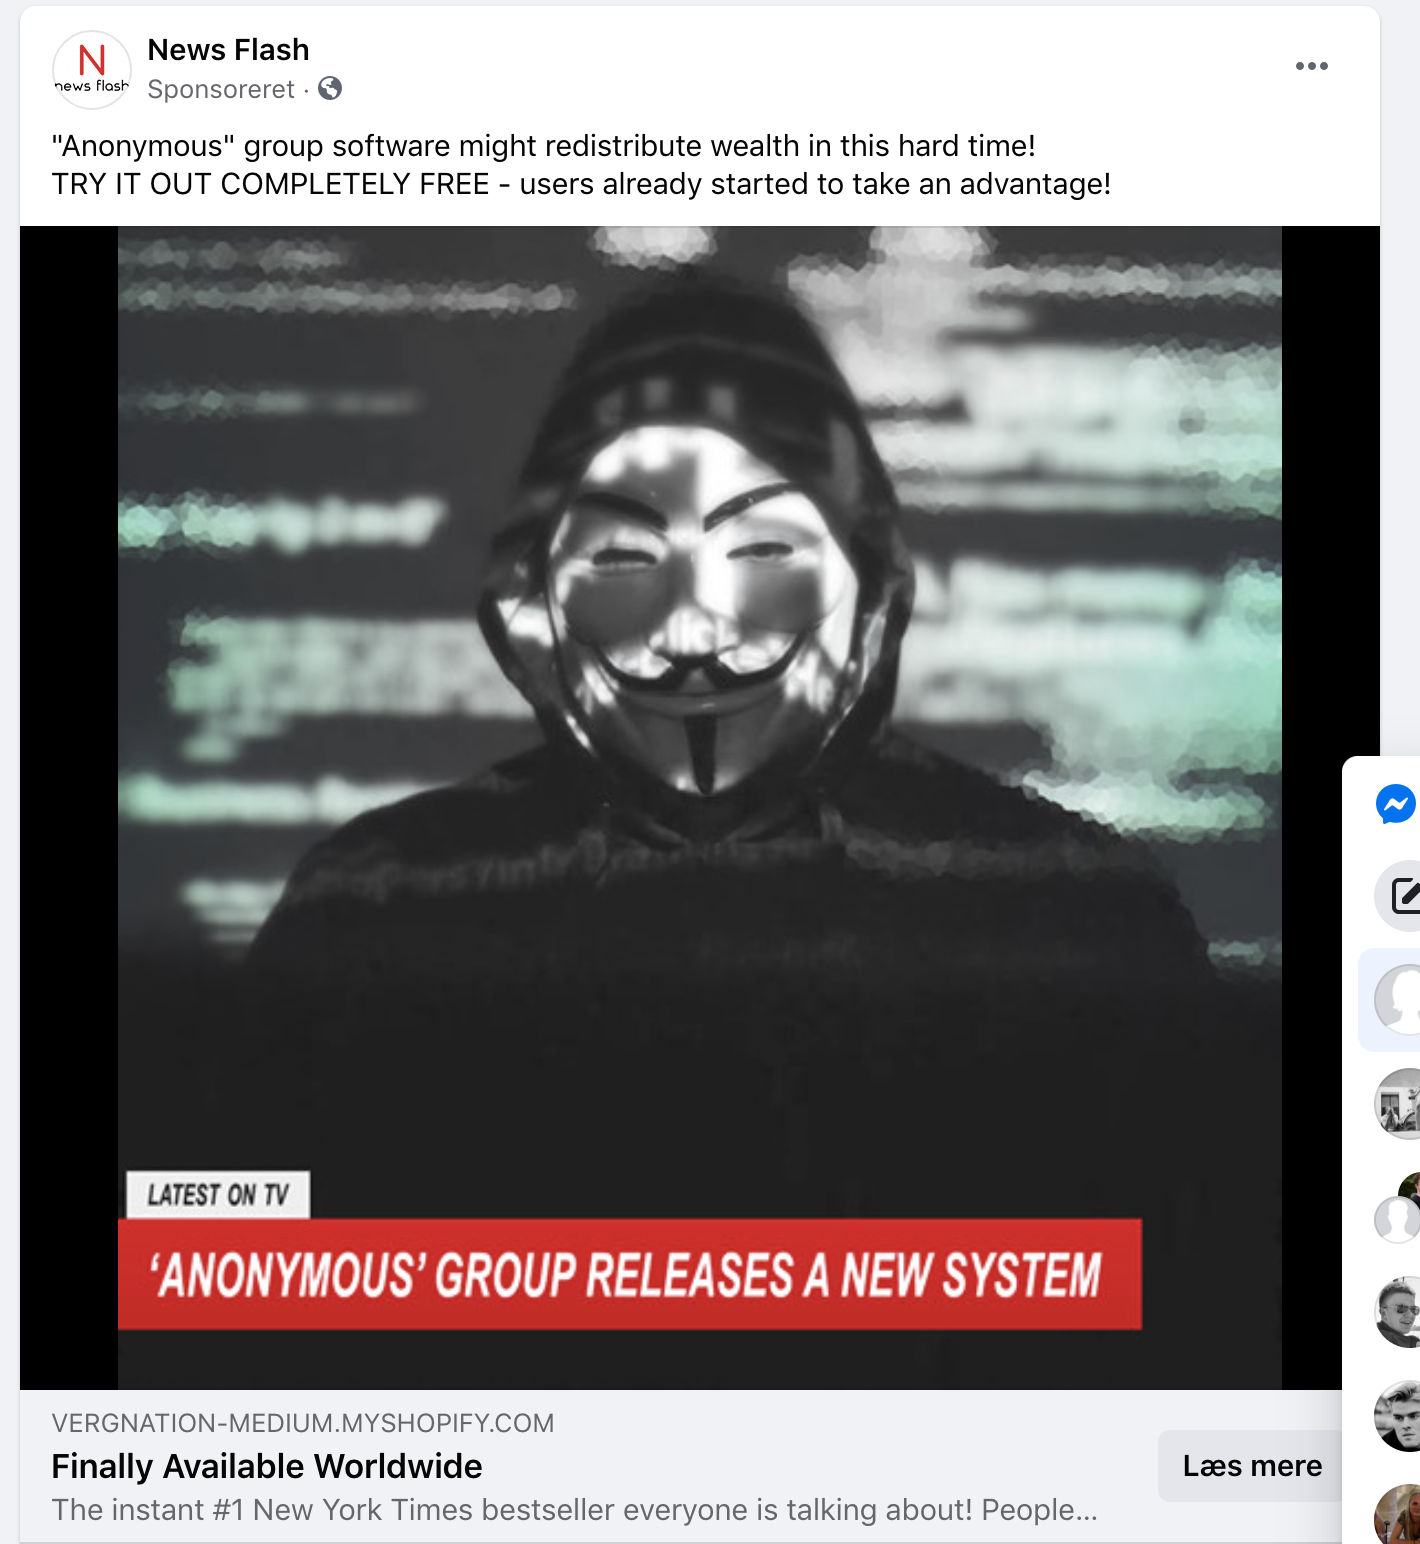 N
news flash
News Flash
Sponsoreret ·
"Anonymous" group software might redistribute wealth in this hard time!
TRY IT OUT COMPLETELY FREE - users already started to take an advantage!
LATEST ON TV
'ANONYMOUS' GROUP RELEASES A NEW SYSTEM
VERGNATION-MEDIUM.MYSHOPIFY.COM
Finally Available Worldwide
Læs mere
The instant #1 New York Times bestseller everyone is talking about! People...